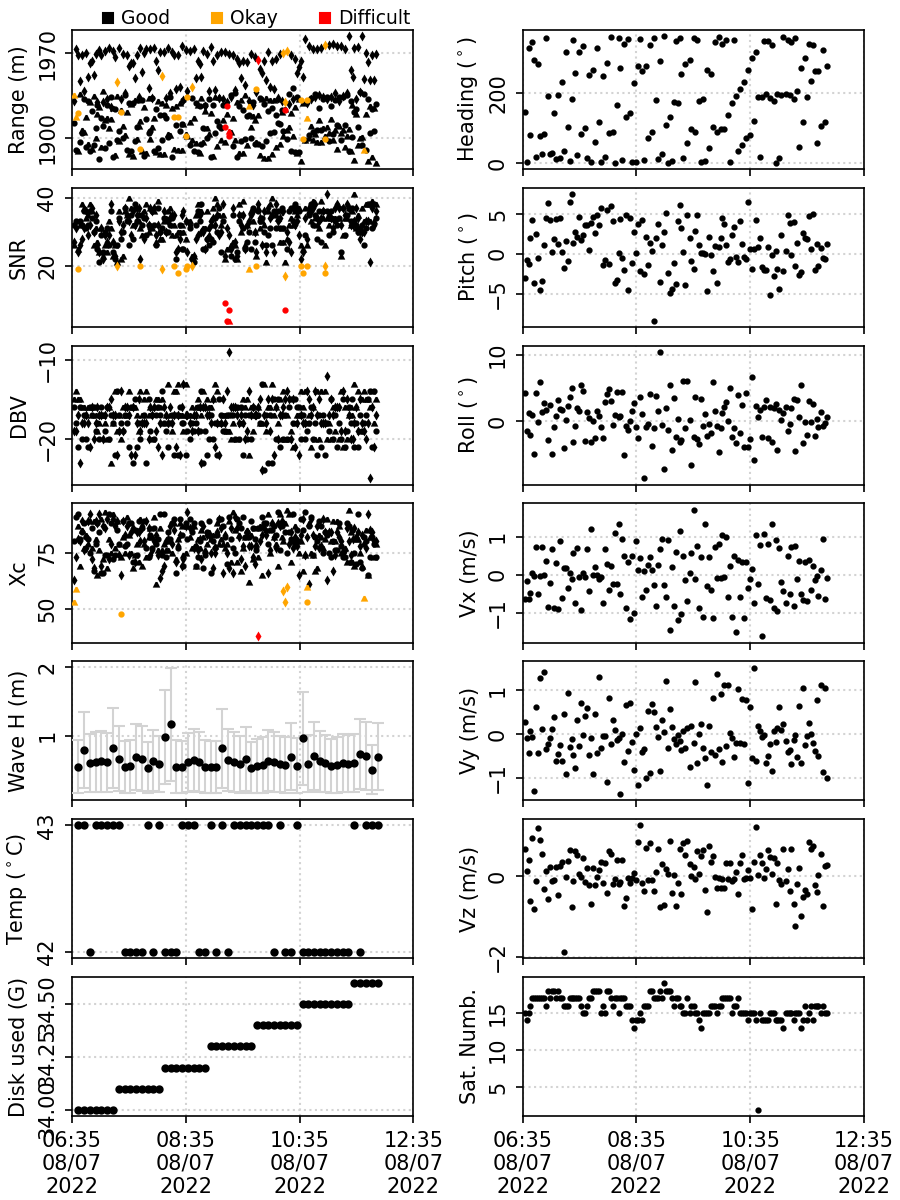 Good Okay Difficult
Range (m)
1970
1900
Heading (°)
200
0
SNR
40
20
Pitch (°)
5
0
−5
DBV
−10
−20
Roll (°)
10
0
Xc
75
50
Vx (m/s)
1
0
−1
Wave H (m)
2
1
Vy (m/s)
1
0
−1
Temp (°C)
43
42
Vz (m/s)
0
−2
Disk used (G)
34.50
34.25
34.00
Sat. Numb.
15
10
5
06:35 08:35 10:35 12:35
08/07 08/07 08/07 08/07
2022 2022 2022 2022
06:35 08:35 10:35 12:35
08/07 08/07 08/07 08/07
2022 2022 2022 2022